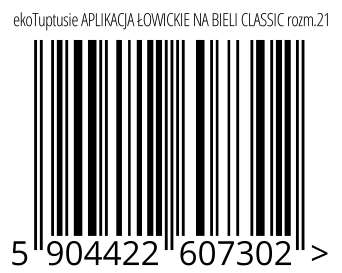 ekoTuptusie APLIKACJA ŁOWICKIE NA BIELI CLASSIC rozm.21
5 904422 607302 >